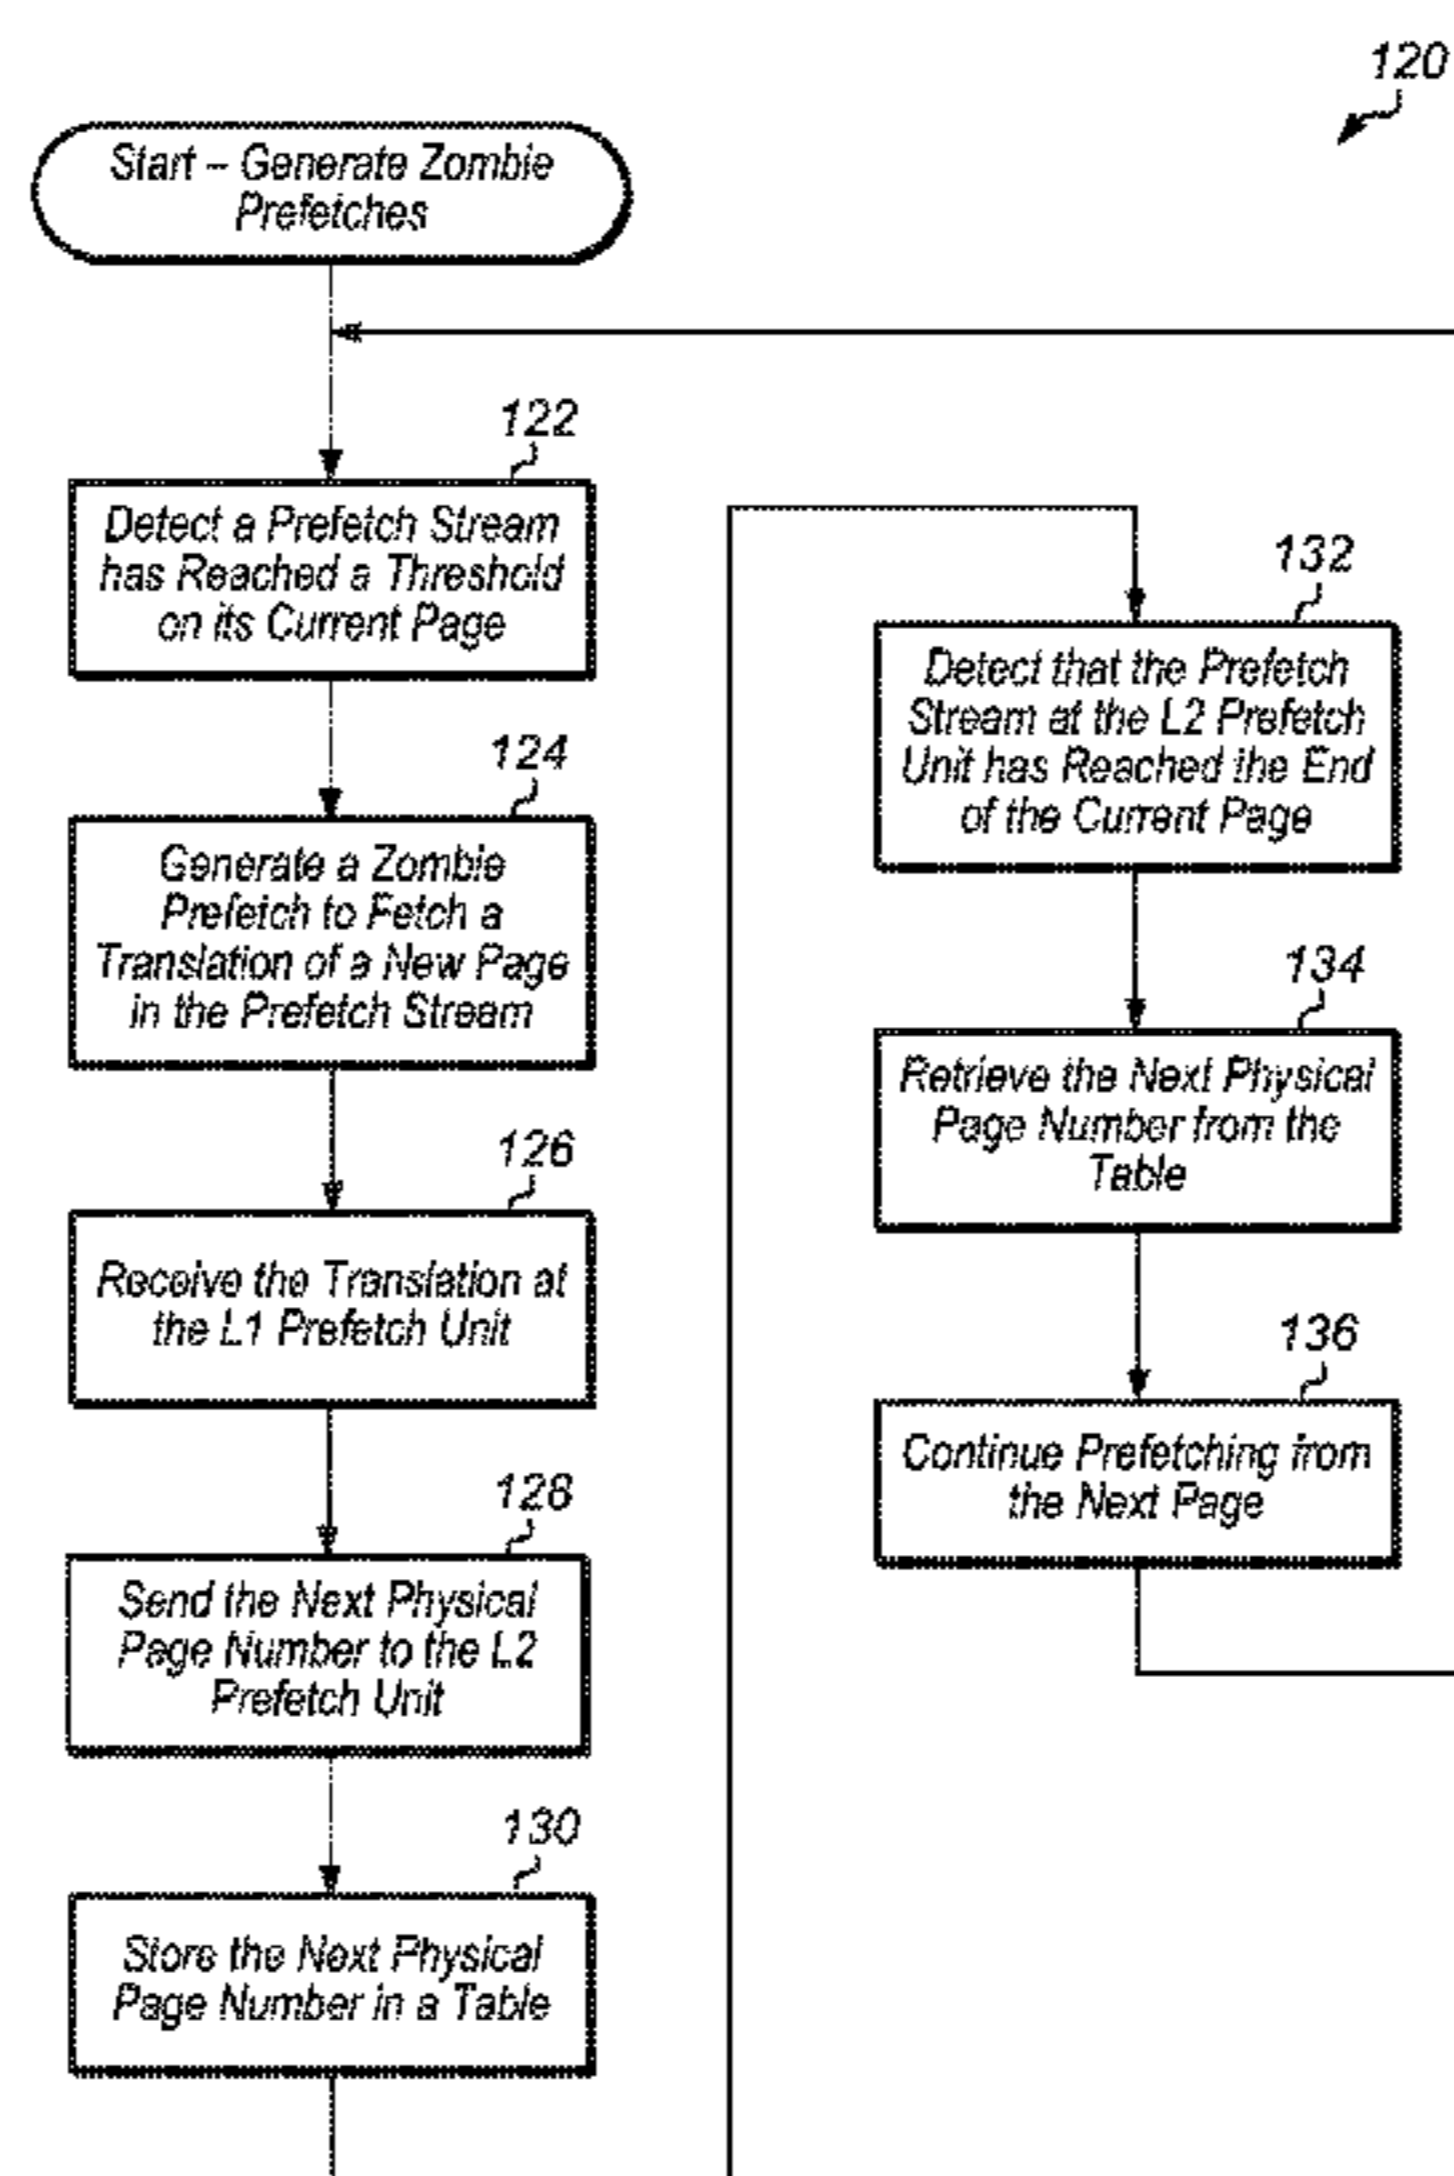 120
Start – Generate Zombie
Prefetches
122
Detect a Prefetch Stream
has Reached a Threshold
on its Current Page
124
Generate a Zombie
Prefetch to Fetch a
Translation of a New Page
in the Prefetch Stream
126
Receive the Translation at
the L1 Prefetch Unit
128
Send the Next Physical
Page Number to the L2
Prefetch Unit
130
Store the Next Physical
Page Number in a Table
132
Detect that the Prefetch
Stream at the L2 Prefetch
Unit has Reached the End
of the Current Page
134
Retrieve the Next Physical
Page Number from the
Table
136
Continue Prefetching from
the Next Page